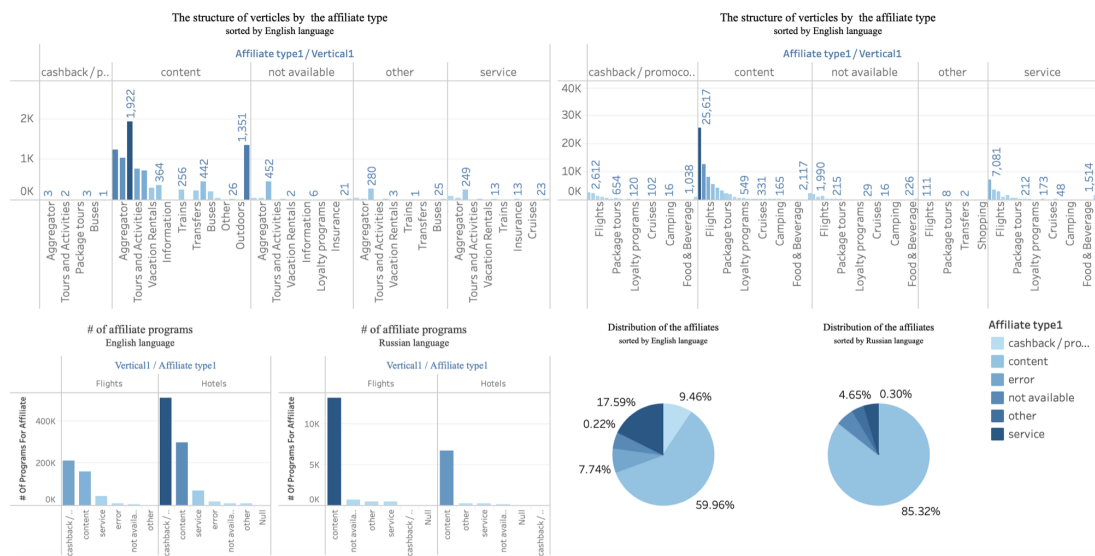 The structure of verticles by the affiliate type
sorted by English language
Affiliate type1 / Vertical1
cashback / p.. content not available other service
2K
1K
0K
3 2 3 1 1,922 364 256 442 26 1,351 452 2 6 21 280 3 1 25 249 13 13 23
Aggregator
Tours and Activities
Package tours
Buses
Aggregator
Tours and Activities
Vacation Rentals
Information
Trains
Transfers
Buses
Other
Outdoors
Aggregator
Tours and Activities
Vacation Rentals
Information
Loyalty programs
Insurance
Aggregator
Vacation Rentals
Trains
Transfers
Buses
Aggregator
Tours and Activities
Trains
Insurance
Cruises
The structure of verticles by the affiliate type
sorted by English language
Affiliate type1 / Vertical1
cashback / promoco.. content not available other service
40K
30K
20K
10K
0K
2,612 654 120 102 16 1,038 25,617 549 331 165 2,117 1,990 215 29 16 226 111 8 2 7,081 212 173 48 1,514
Flights
Package tours
Loyalty programs
Cruises
Camping
Food & Beverage
Flights
Package tours
Loyalty programs
Cruises
Camping
Food & Beverage
Flights
Package tours
Loyalty programs
Cruises
Camping
Food & Beverage
Flights
Package tours
Transfers
Shopping
Flights
Package tours
Loyalty programs
Cruises
Camping
Food & Beverage
# of affiliate programs
English language
Vertical1 / Affiliate type1
Flights Hotels
# Of Programs For Affiliate
400K
200K
0K
cashback / ..
content
service
error
not availa..
other
cashback / ..
content
service
error
not availa..
other
Null
# of affiliate programs
Russian language
Vertical1 / Affiliate type1
Flights Hotels
# Of Programs For Affiliate
10K
5K
0K
content
not availa..
other
service
cashback / ..
Null
content
other
service
not availa..
Null
cashback / ..
Distribution of the affiliates
sorted by English language
17.59% 9.46%
0.22%
7.74%
59.96%
Distribution of the affiliates
sorted by Russian language
4.65% 0.30%
85.32%
Affiliate type1
cashback / pro...
content
error
not available
other
service